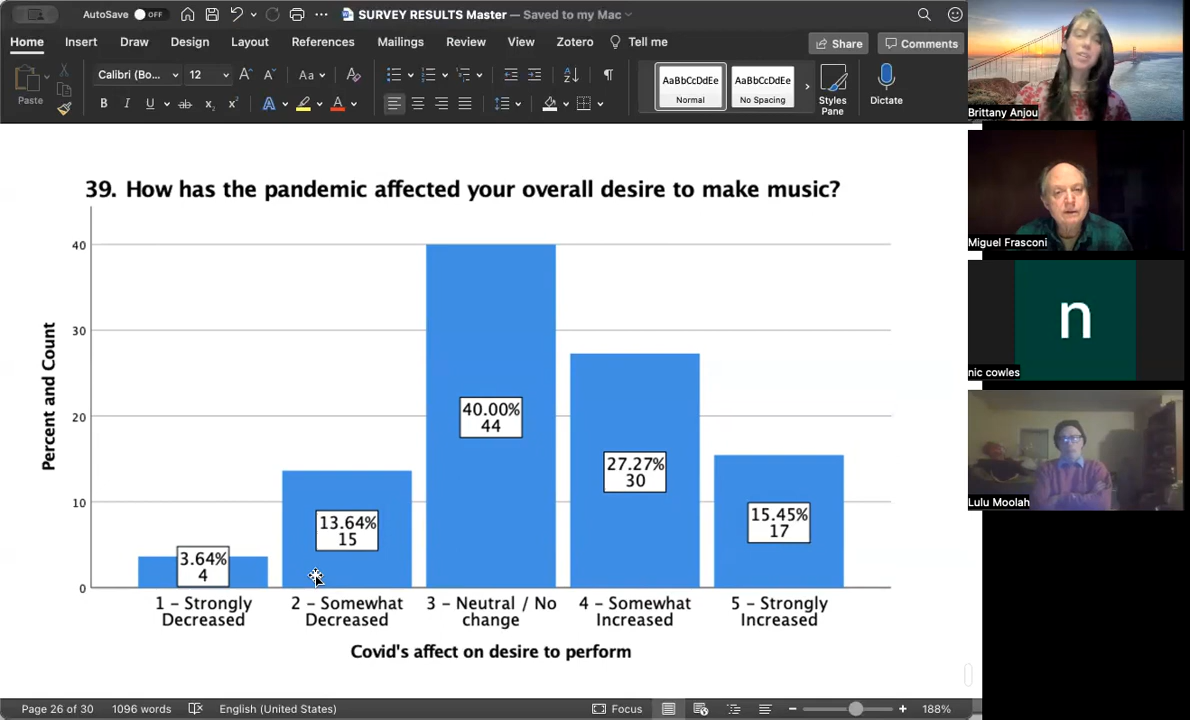 AutoSave OFF
SURVEY RESULTS Master — Saved to my Mac
Home Insert Draw Design Layout References Mailings Review View Zotero Tell me
Share Comments
Paste
Calibri (Bo... 12
AaBbCcDdEe
Normal
AaBbCcDdEe
No Spacing
Styles
Pane
Dictate
39. How has the pandemic affected your overall desire to make music?
Percent and Count
40
30
20
10
0
3.64%
4
13.64%
15
40.00%
44
27.27%
30
15.45%
17
1 – Strongly
Decreased
2 – Somewhat
Decreased
3 – Neutral / No
change
4 – Somewhat
Increased
5 – Strongly
Increased
Covid's affect on desire to perform
Page 26 of 30 1096 words English (United States) Focus 188%
Brittany Anjou
Miguel Frasconi
n
nic cowles
Lulu Moolah